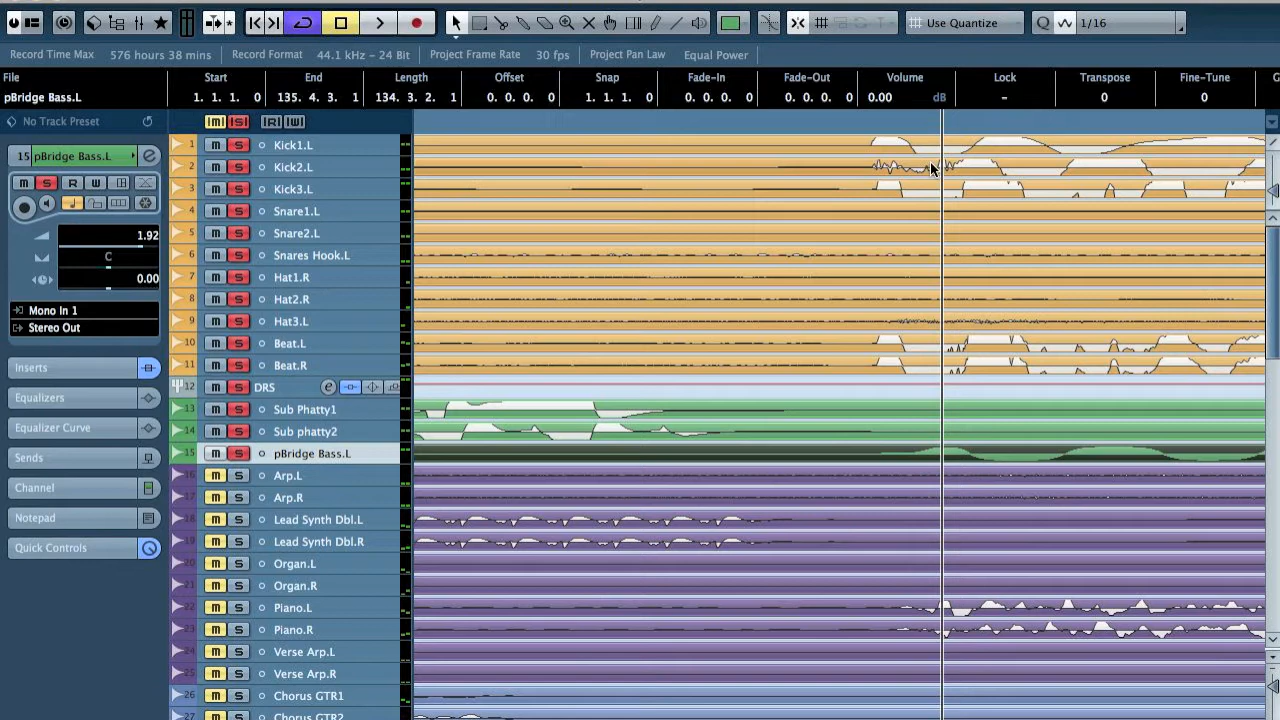 Use Quantize Q 1/16
Record Time Max 576 hour 38 mins Record Format 44.1 kHz - 24 Bit Project Frame Rate 30 fps Project Pan Law Equal Power
File Start End Length Offset Snap Fade-In Fade-Out Volume Lock Transpose Fine-Tune
pBridge Bass.L 1. 1. 1. 0 135. 4. 3. 1 134. 3. 2. 1 0. 0. 0. 0 1. 1. 1. 0 0. 0. 0. 0 0. 0. 0. 0 0.00 dB - 0 0
No Track Preset [M] [S] [R] [W]
15 pBridge Bass.L e
M S R W
1.92
C
0.00
Mono In 1
Stereo Out
Inserts
Equalizers
Equalizer Curve
Sends
Channel
Notepad
Quick Controls
1 m S Kick1.L
2 m S Kick2.L
3 m S Kick3.L
4 m S Snare1.L
5 m S Snare2.L
6 m S Snares Hook.L
7 m S Hat1.R
8 m S Hat2.R
9 m S Hat3.L
10 m S Beat.L
11 m S Beat.R
12 m S DRS e
13 m S Sub Phatty1
14 m S Sub phatty2
15 m S pBridge Bass.L
16 m S Arp.L
17 m S Arp.R
18 m S Lead Synth Dbl.L
19 m S Lead Synth Dbl.R
20 m S Organ.L
21 m S Organ.R
22 m S Piano.L
23 m S Piano.R
24 m S Verse Arp.L
25 m S Verse Arp.R
26 m S Chorus GTR1
27 m S Chorus GTR2